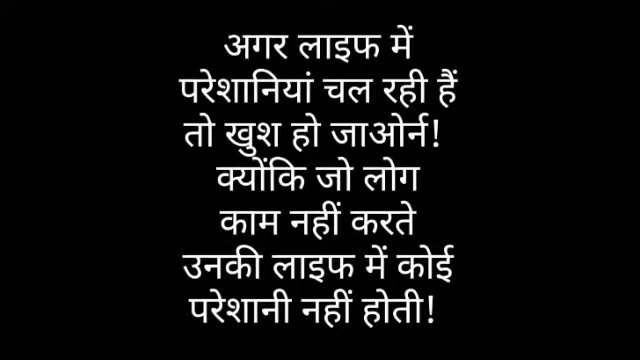 अगर लाइफ में
परेशानियां चल रही हैं
तो खुश हो जाओर्न!
क्योंकि जो लोग
काम नहीं करते
उनकी लाइफ में कोई
परेशानी नहीं होती!